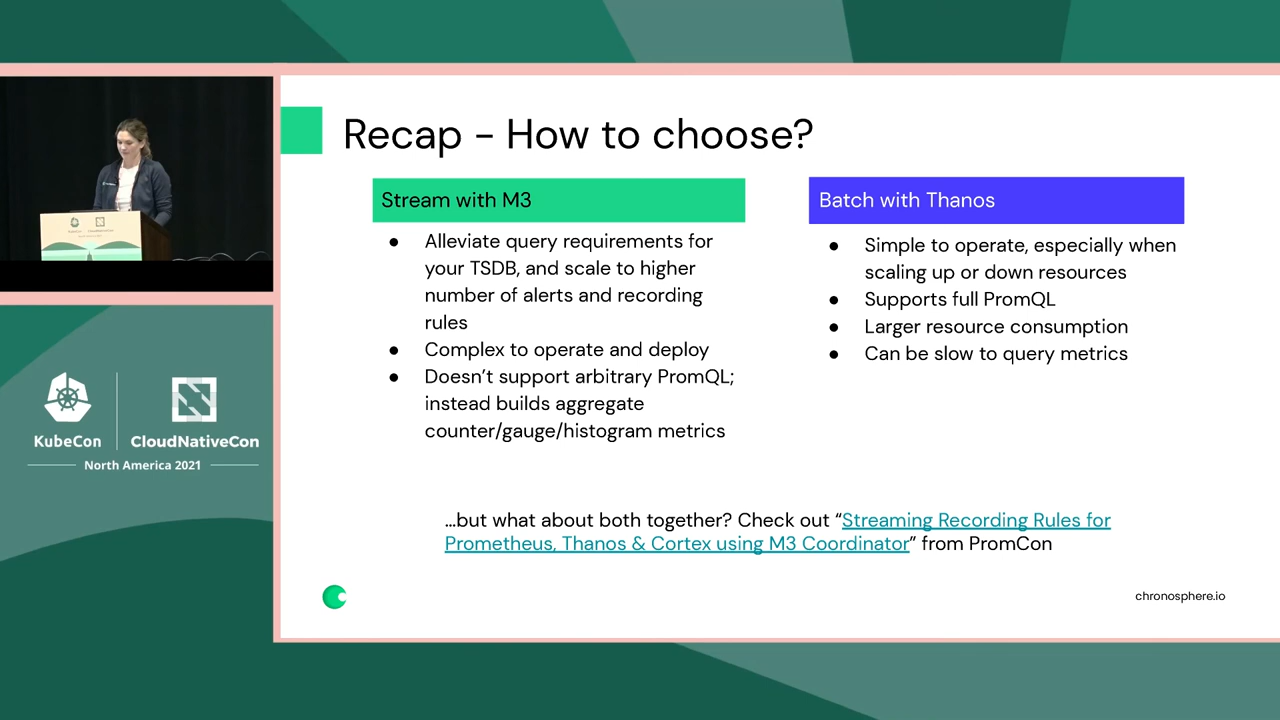 Recap - How to choose?
Stream with M3
● Alleviate query requirements for
your TSDB, and scale to higher
number of alerts and recording
rules
● Complex to operate and deploy
● Doesn't support arbitrary PromQL;
instead builds aggregate
counter/gauge/histogram metrics
Batch with Thanos
● Simple to operate, especially when
scaling up or down resources
● Supports full PromQL
● Larger resource consumption
● Can be slow to query metrics
...but what about both together? Check out “Streaming Recording Rules for
Prometheus, Thanos & Cortex using M3 Coordinator” from PromCon
chronosphere.io
KubeCon
CloudNativeCon
North America 2021